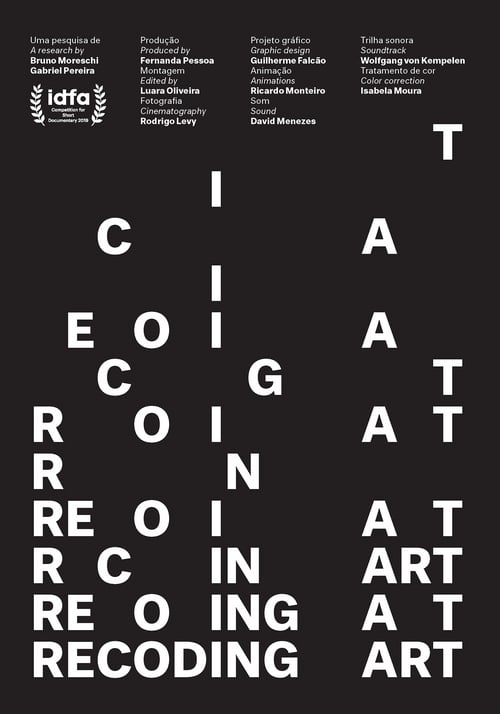 Uma pesquisa de
A research by
Bruno Moreschi
Gabriel Pereira
idfa
Competition for
Short
Documentary 2019
Produção
Produced by
Fernanda Pessoa
Montagem
Edited by
Luara Oliveira
Fotografia
Cinematography
Rodrigo Levy
Projeto gráfico
Graphic design
Guilherme Falcão
Animação
Animations
Ricardo Monteiro
Som
Sound
David Menezes
Trilha sonora
Soundtrack
Wolfgang von Kempelen
Tratamento de cor
Color correction
Isabela Moura
T
I
C A
I
E O I A
C G T
R O I A T
R N
RE O I A T
R C IN ART
RE O ING A T
RECODING ART